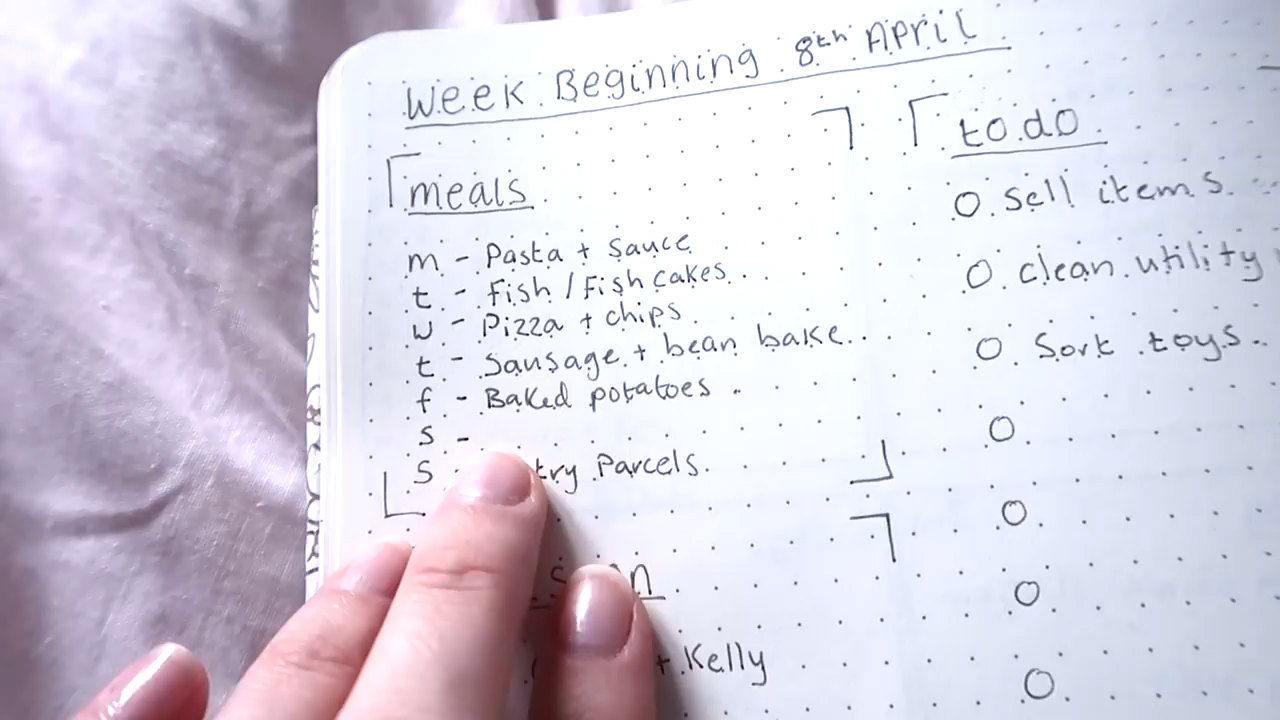 Week Beginning 8th April
meals
m - Pasta + Sauce
t - Fish / Fish cakes
w - Pizza + chips
t - Sausage + bean bake
f - Baked potatoes
s -
s - Parcels
to do
O sell items
O clean utility
O Sort toys
O
O
O
O
+ Kelly